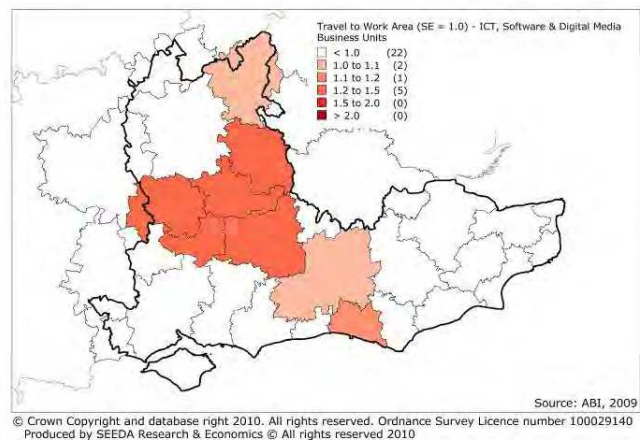 Travel to Work Area (SE = 1.0) - ICT, Software & Digital Media
Business Units
< 1.0 (22)
1.0 to 1.1 (2)
1.1 to 1.2 (1)
1.2 to 1.5 (5)
1.5 to 2.0 (0)
> 2.0 (0)
Source: ABI, 2009
© Crown Copyright and database right 2010. All rights reserved. Ordnance Survey Licence number 100029140
Produced by SEEDA Research & Economics © All rights reserved 2010